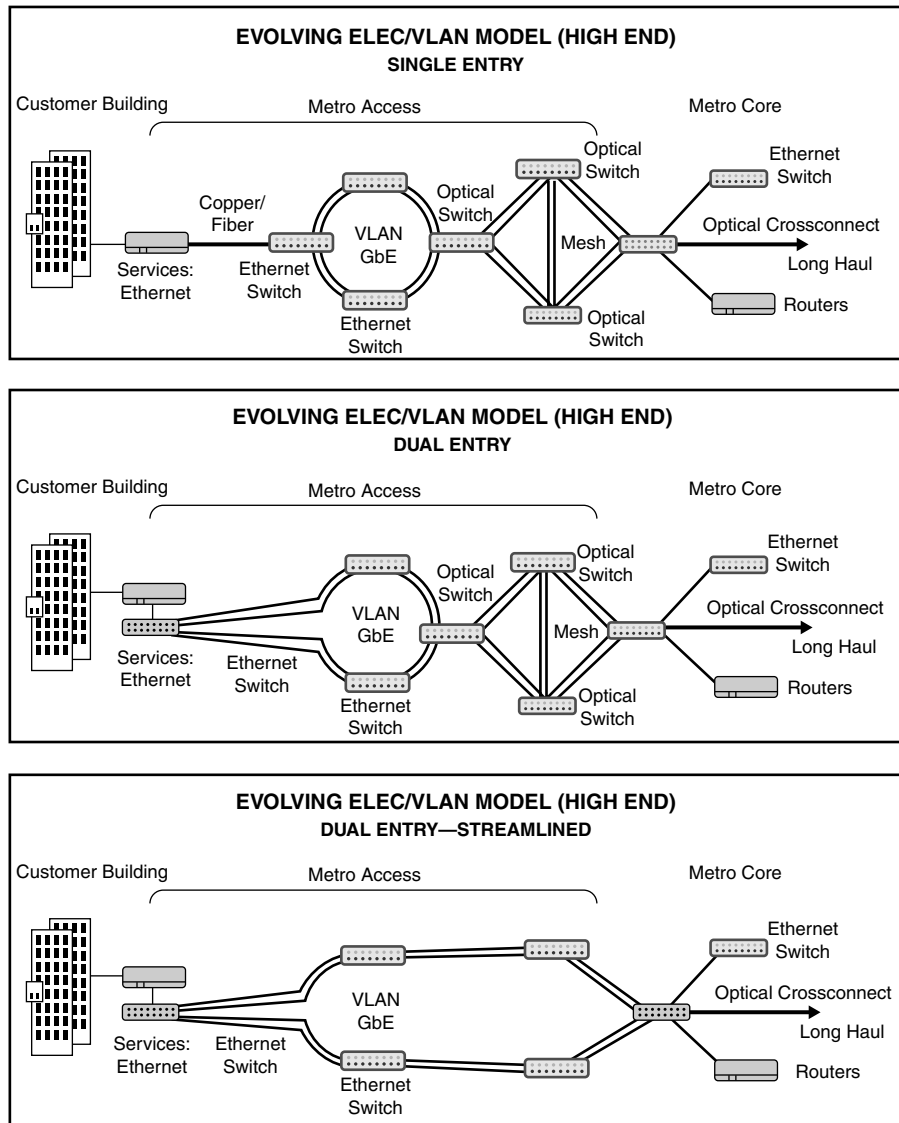 EVOLVING ELEC/VLAN MODEL (HIGH END)
SINGLE ENTRY
Customer Building
Metro Access
Metro Core
Optical
Switch
Ethernet
Switch
Copper/
Fiber
Optical
Switch
VLAN
GbE
Mesh
Optical Crossconnect
Long Haul
Services:
Ethernet
Ethernet
Switch
Ethernet
Switch
Optical
Switch
Routers
EVOLVING ELEC/VLAN MODEL (HIGH END)
DUAL ENTRY
Customer Building
Metro Access
Metro Core
Optical
Switch
Optical
Switch
Ethernet
Switch
VLAN
GbE
Mesh
Optical Crossconnect
Long Haul
Services:
Ethernet
Ethernet
Switch
Ethernet
Switch
Optical
Switch
Routers
EVOLVING ELEC/VLAN MODEL (HIGH END)
DUAL ENTRY—STREAMLINED
Customer Building
Metro Access
Metro Core
Ethernet
Switch
VLAN
GbE
Optical Crossconnect
Long Haul
Services:
Ethernet
Ethernet
Switch
Ethernet
Switch
Routers